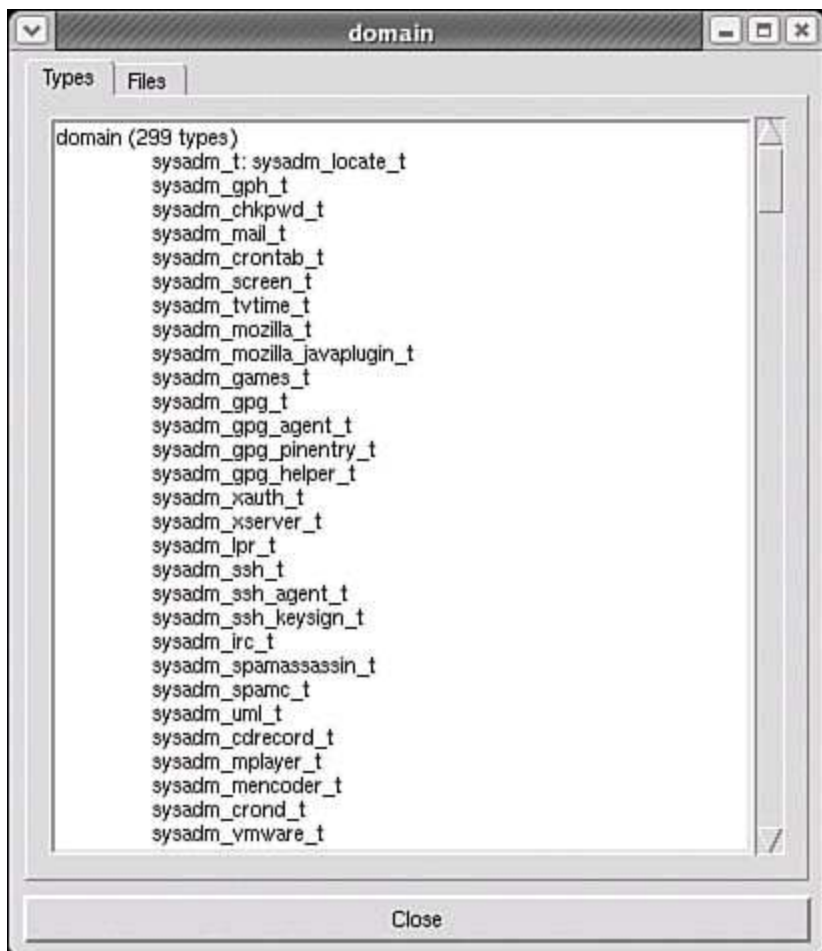 domain
Types
Files
domain (299 types)
sysadm_t: sysadm_locate_t
sysadm_gph_t
sysadm_chkpwd_t
sysadm_mail_t
sysadm_crontab_t
sysadm_screen_t
sysadm_tvtime_t
sysadm_mozilla_t
sysadm_mozilla_javaplugin_t
sysadm_games_t
sysadm_gpg_t
sysadm_gpg_agent_t
sysadm_gpg_pinentry_t
sysadm_gpg_helper_t
sysadm_xauth_t
sysadm_xserver_t
sysadm_lpr_t
sysadm_ssh_t
sysadm_ssh_agent_t
sysadm_ssh_keysign_t
sysadm_irc_t
sysadm_spamassassin_t
sysadm_spamc_t
sysadm_uml_t
sysadm_cdrecord_t
sysadm_mplayer_t
sysadm_mencoder_t
sysadm_crond_t
sysadm_vmware_t
Close